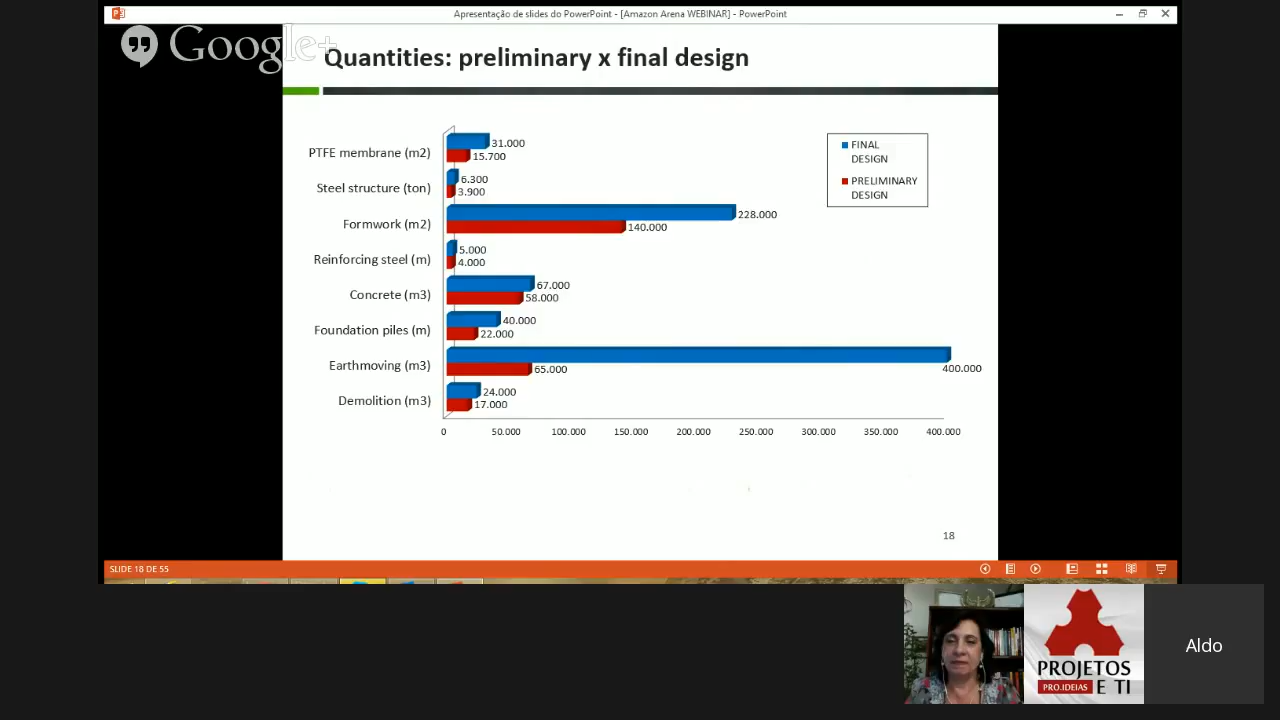 Apresentação de slides do PowerPoint - [Amazon Arena WEBINAR] - PowerPoint
Google+
Quantities: preliminary x final design
PTFE membrane (m2)
31.000
15.700
Steel structure (ton)
6.300
3.900
Formwork (m2)
228.000
140.000
Reinforcing steel (m)
5.000
4.000
Concrete (m3)
67.000
58.000
Foundation piles (m)
40.000
22.000
Earthmoving (m3)
400.000
65.000
Demolition (m3)
24.000
17.000
0 50.000 100.000 150.000 200.000 250.000 300.000 350.000 400.000
FINAL
DESIGN
PRELIMINARY
DESIGN
18
SLIDE 18 DE 55
PROJETOS
PRO.IDEIAS E TI
Aldo